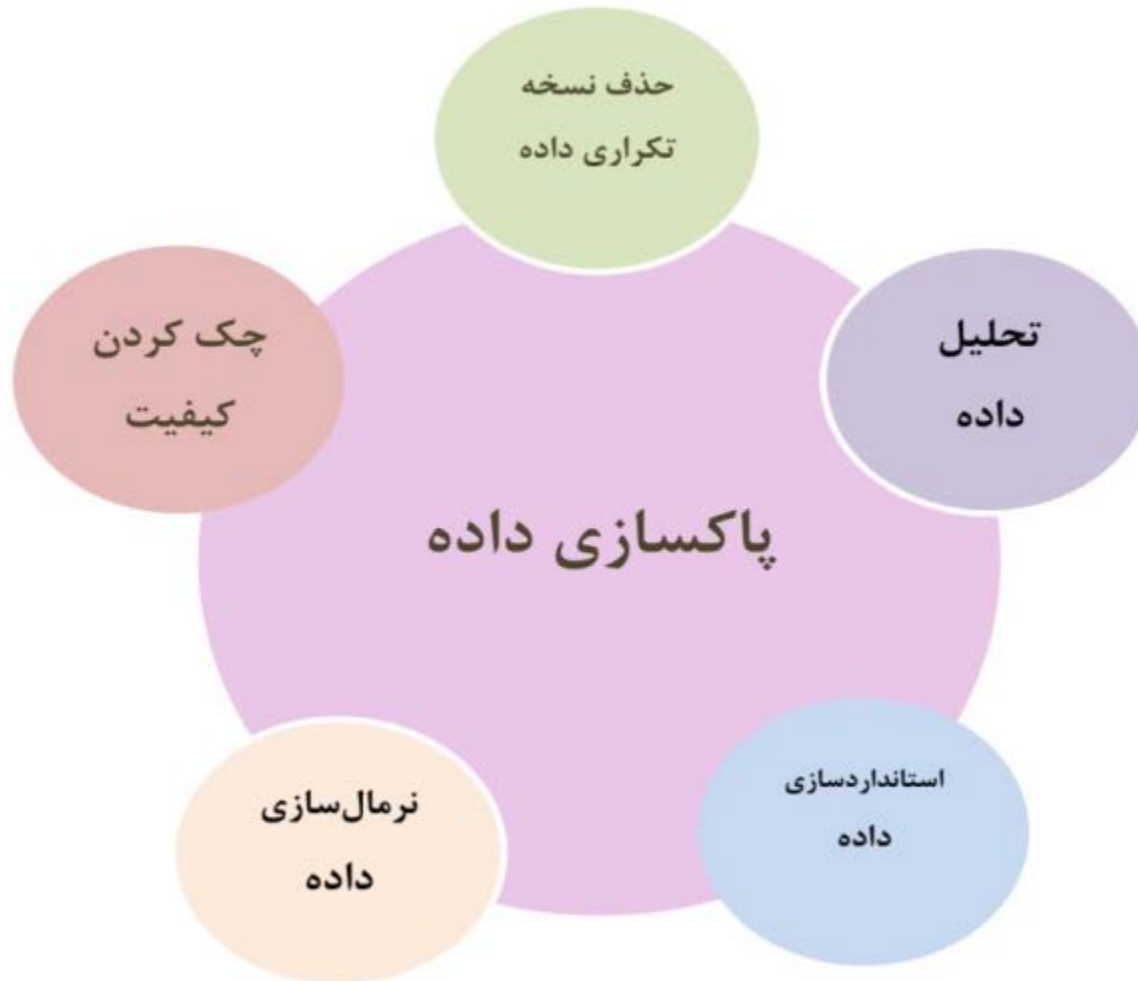 حذف نسخه
تکراری داده
تحلیل
داده
چک کردن
کیفیت
پاکسازی داده
استانداردسازی
داده
نرمال‌سازی
داده